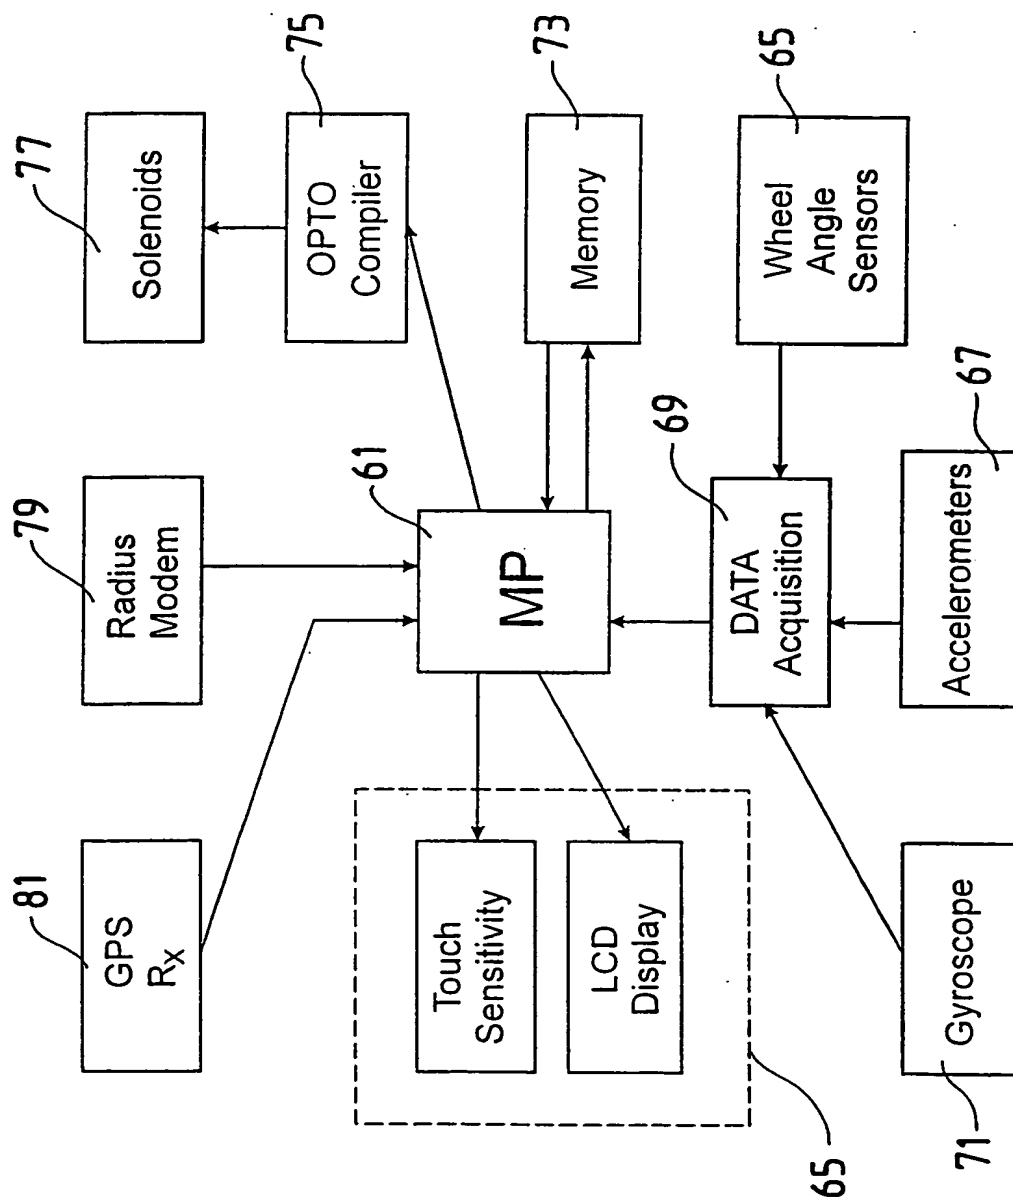 81
79
77
GPS
Rx
Radius
Modem
Solenoids
75
OPTO
Compiler
61
MP
Touch
Sensitivity
LCD
Display
73
Memory
69
DATA
Acquisition
65
Wheel
Angle
Sensors
65
71
Gyroscope
Accelerometers
67